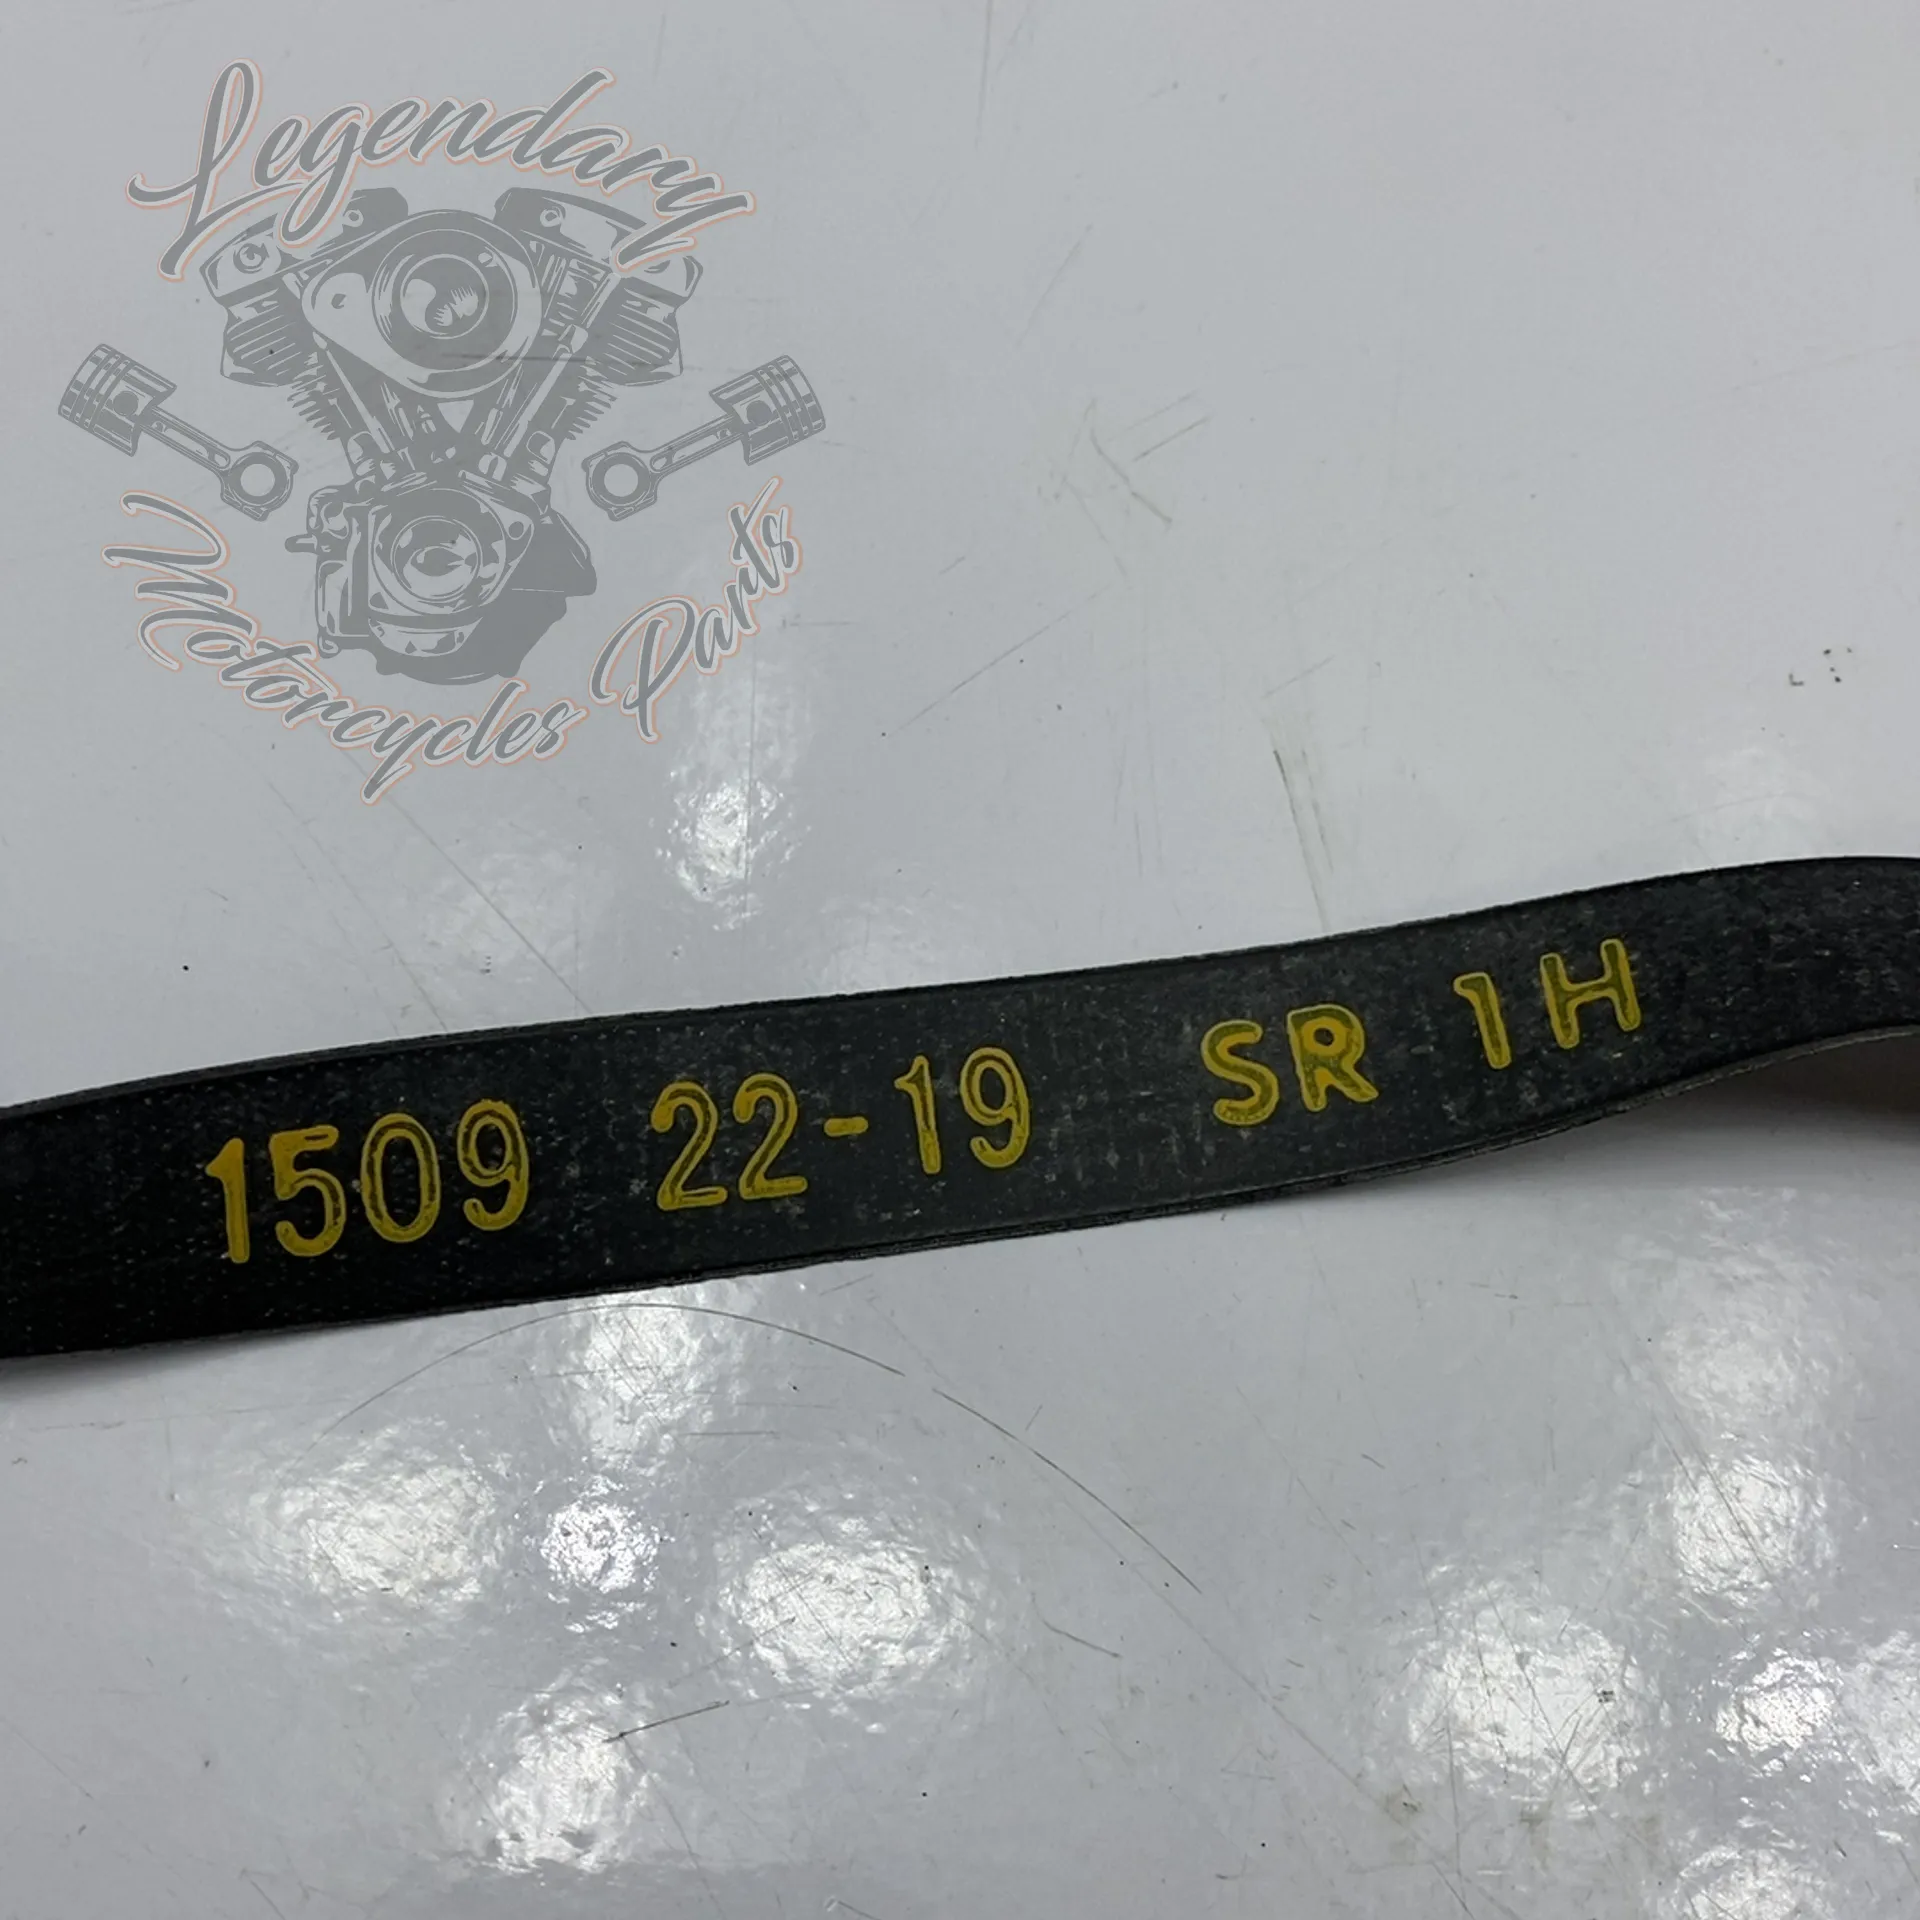 Legendary
Motorcycles Parts
1509 22-19 SR 1H